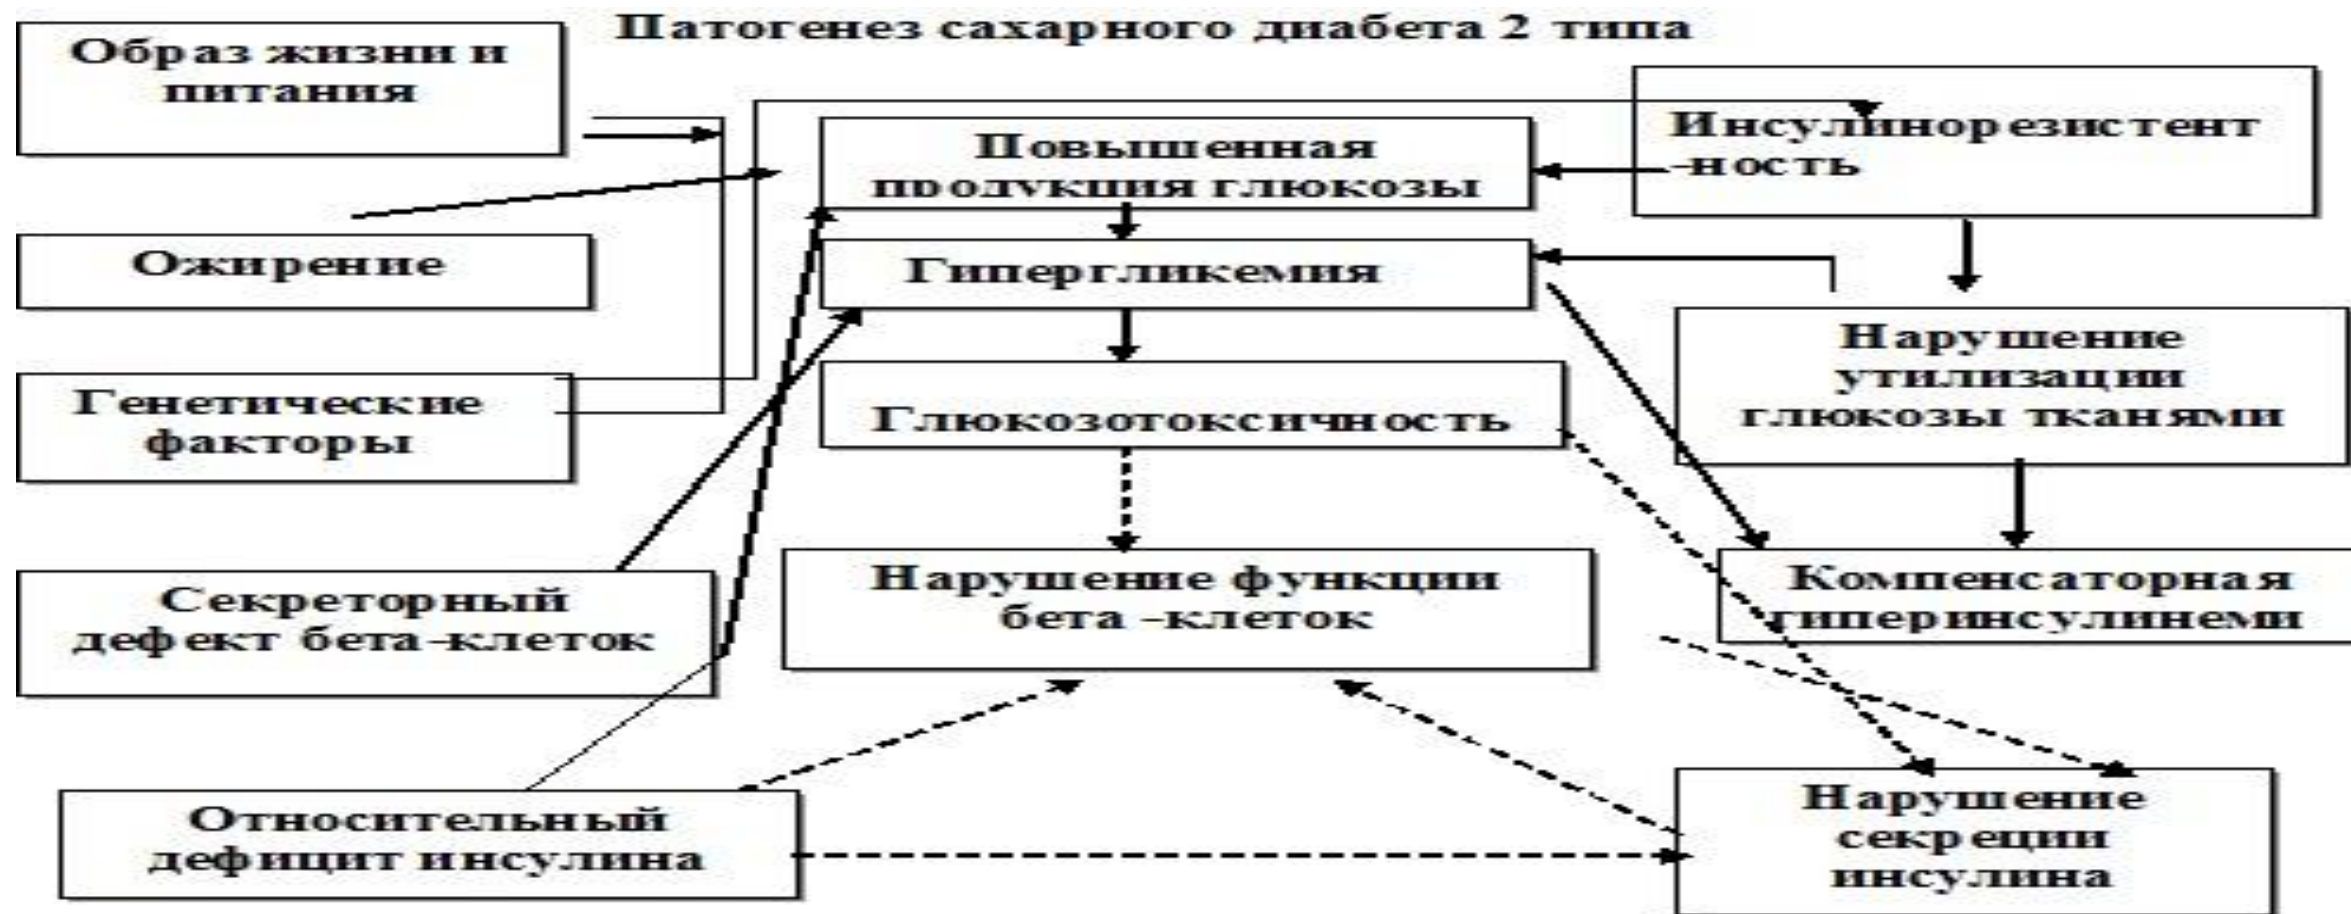 Патогенез сахарного диабета 2 типа
Образ жизни и
питания
Повышенная
продукция глюкозы
Инсулинорезистент
-ность
Ожирение
Гипергликемия
Генетические
факторы
Глюкозотоксичность
Нарушение
утилизации
глюкозы тканями
Секреторный
дефект бета-клеток
Нарушение функции
бета -клеток
Компенсаторная
гиперинсулинеми
Относительный
дефицит инсулина
Нарушение
секреции
инсулина